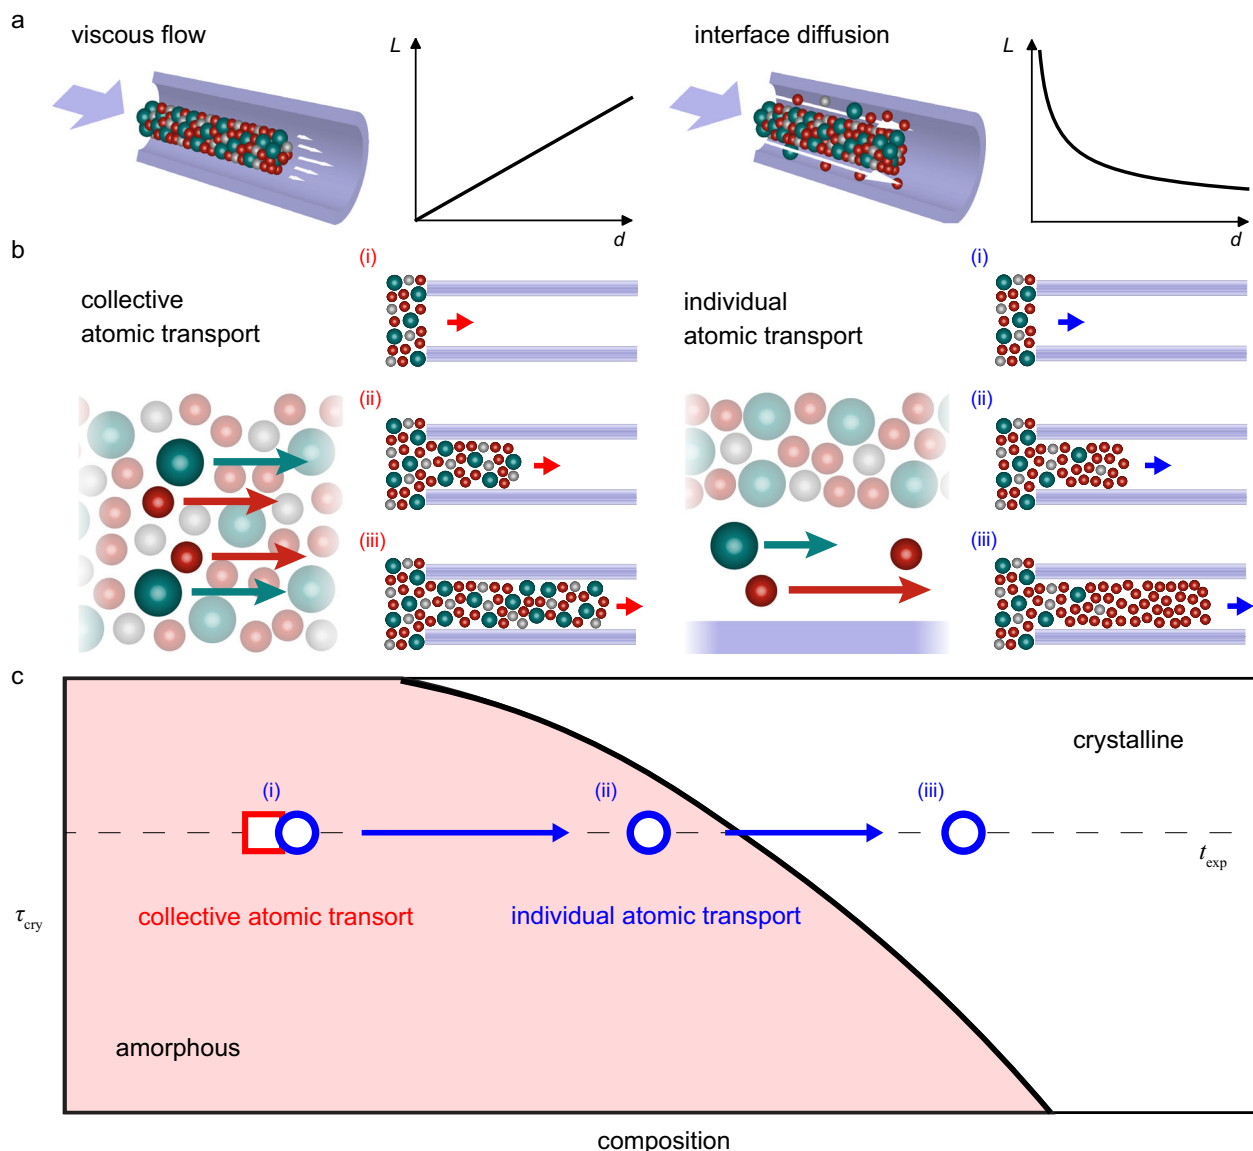 a
viscous flow
L
d
interface diffusion
L
d
b
collective
atomic transport
(i)
(ii)
(iii)
individual
atomic transport
(i)
(ii)
(iii)
c
crystalline
(i)
(ii)
(iii)
t_exp
τ_cry
collective atomic transort
individual atomic transport
amorphous
composition